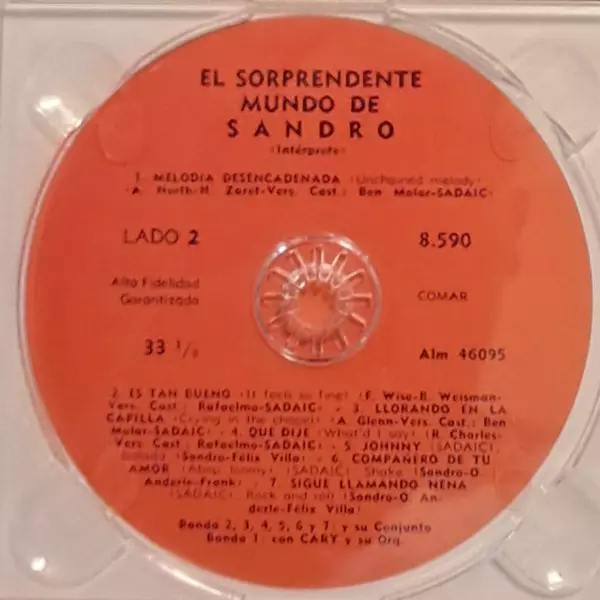 EL SORPRENDENTE
MUNDO DE
SANDRO
(Intérprete)
1. MELODIA DESENCADENADA (Unchained melody)
(A. North-H. Zaret-Vers. Cast.: Ben Molar-SADAIC)
LADO 2 8.590
Alta Fidelidad
Garantizada
COMAR
33 1/3 Alm 46095
2. ES TAN BUENO (It feels so fine) (F. Wise-B. Weisman-
Vers. Cast.: Rafaelmo-SADAIC) - 3. LLORANDO EN LA
CAPILLA (Crying in the chapel) (A. Glenn-Vers. Cast.: Ben
Molar-SADAIC) - 4. QUE DIJE (What'd I say) (R. Charles-
Vers. Cast.: Rafaelmo-SADAIC) - 5. JOHNNY (SADAIC)
Balada (Sandro-Félix Villa) - 6. COMPAÑERO DE TU
AMOR (SADAIC) Shake (Sandro-O.
Anderle-Frank) - 7. SIGUE LLAMANDO NENA
(SADAIC) Rock and roll (Sandro-O. An-
derle-Félix Villa)
Banda 2, 3, 4, 5, 6 y 7: y su Conjunto
Banda 1: con CARY y su Orq.